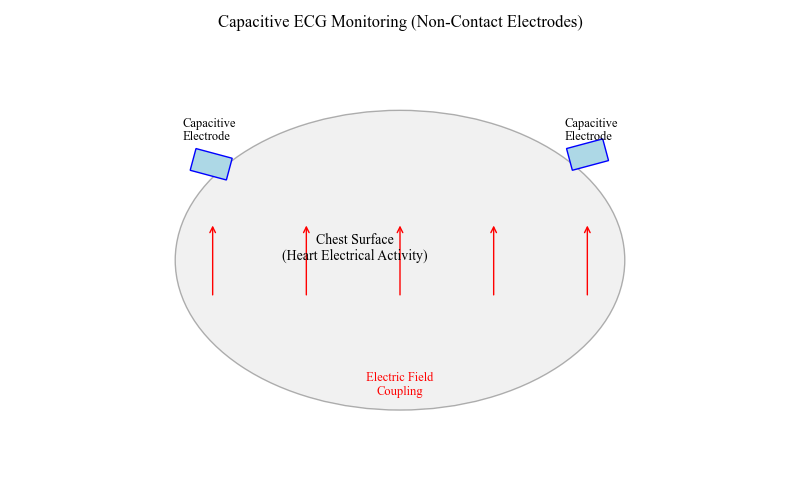 Capacitive ECG Monitoring (Non-Contact Electrodes)
Capacitive
Electrode
Capacitive
Electrode
Chest Surface
(Heart Electrical Activity)
Electric Field
Coupling